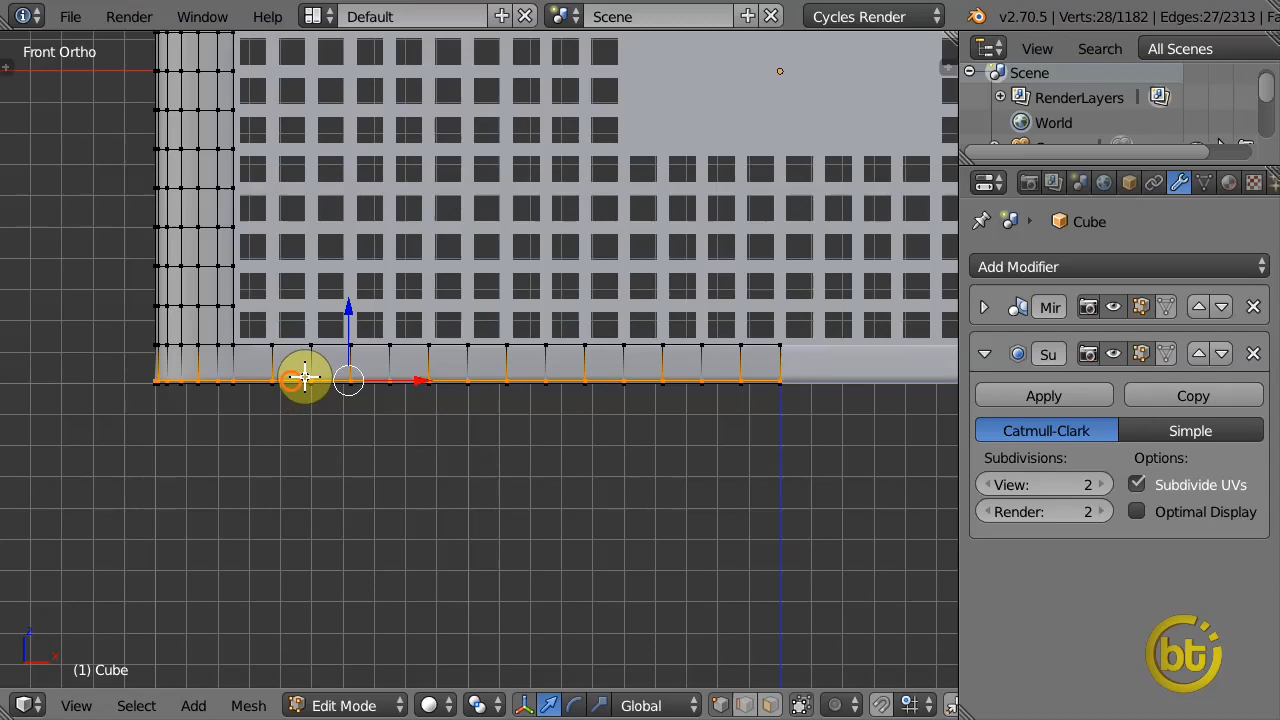 File Render Window Help Default Scene Cycles Render v2.70.5 | Verts:28/1182 | Edges:27/2313 | Fa
Front Ortho
View Search All Scenes
Scene
RenderLayers
World
Cube
Add Modifier
Mir
Su
Apply Copy
Catmull-Clark Simple
Subdivisions: Options:
View: 2 Subdivide UVs
Render: 2 Optimal Display
z
x
bt
(1) Cube
View Select Add Mesh Edit Mode Global